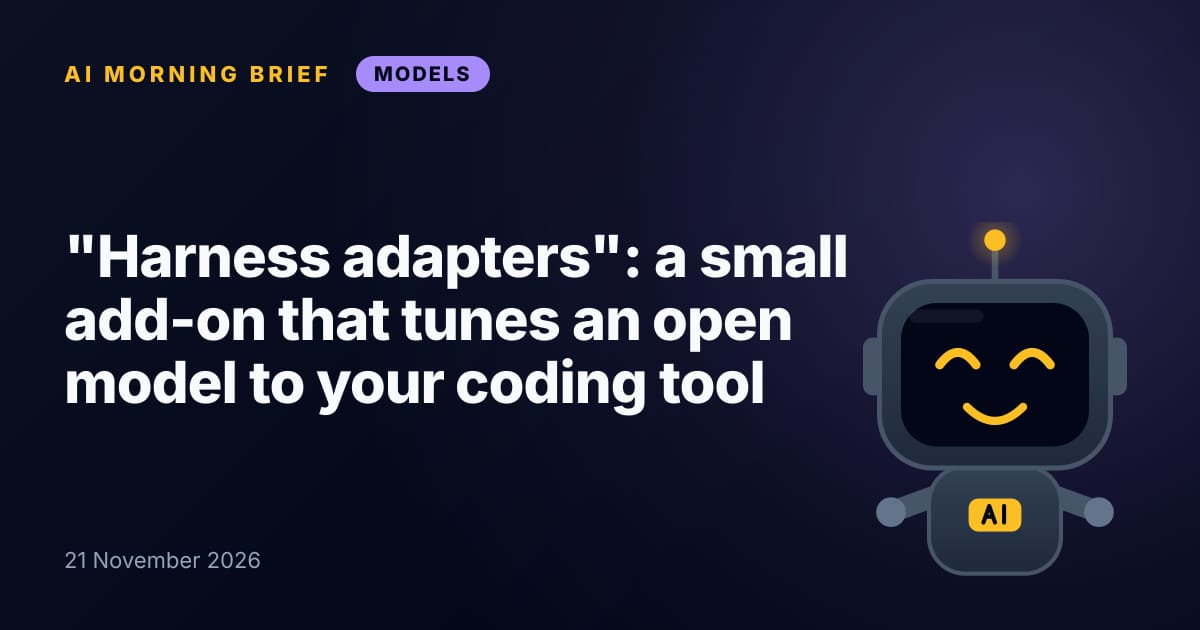 AI MORNING BRIEF
MODELS
"Harness adapters": a small
add-on that tunes an open
model to your coding tool
AI
21 November 2026